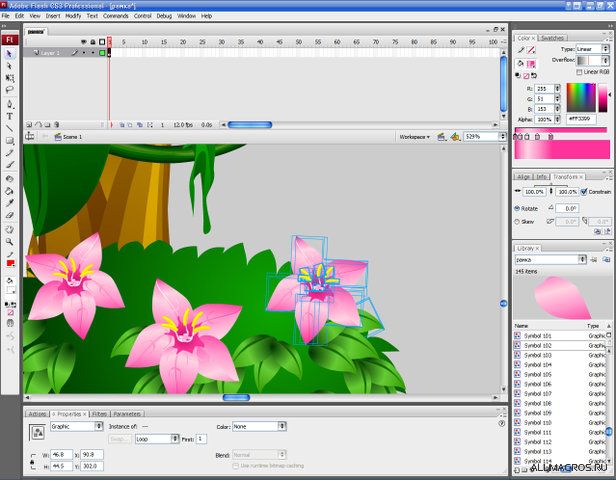 Adobe Flash CS3 Professional - [рамка*]
File Edit View Insert Modify Text Commands Control Debug Window Help
рамка*
Layer 1
1 5 10 15 20 25 30 35 40 45 50 55 60 65 70 75 80 85 90 95 100
1 12.0 fps 0.0s
Scene 1
Workspace
529%
Color Swatches
Type: Linear
Overflow:
Linear RGB
R: 255
G: 51
B: 153
Alpha: 100%
#FF3399
Align Info Transform
100.0% 100.0% Constrain
Rotate 0.0°
Skew 0.0° 0.0°
Library
рамка
145 items
Name Type
Symbol 101 Graphic
Symbol 102 Graphic
Symbol 103 Graphic
Symbol 104 Graphic
Symbol 105 Graphic
Symbol 106 Graphic
Symbol 107 Graphic
Symbol 108 Graphic
Symbol 109 Graphic
Symbol 110 Graphic
Symbol 111 Graphic
Symbol 112 Graphic
Symbol 113 Graphic
Symbol 114
Actions Properties Filters Parameters
Graphic Instance of: ---
Swap... Loop First: 1
Color: None
W: 46.8 X: 90.8
H: 44.5 Y: 302.0
Blend: Normal
Use runtime bitmap caching
ALLMACROS.RU